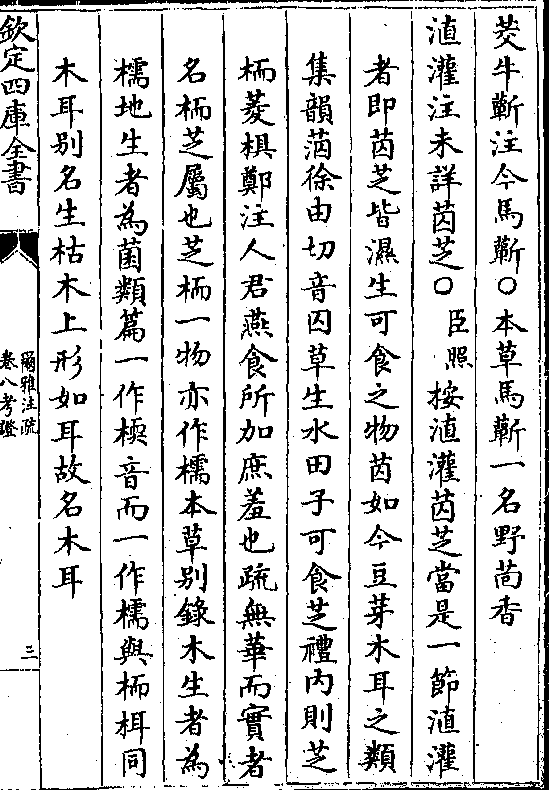 茭牛蘄注今馬蘄○本草馬蘄一名野茴香
淔灌注未詳茵芝○臣照按淔灌茵芝當是一節淔灌
者即茵芝皆濕生可食之物茵如今豆芽木耳之類
集韻莤徐由切音囚草生水田子可食芝禮內則芝
栭菱椇鄭注人君燕食所加庶羞也疏無華而實者
名栭芝屬也芝栭一物亦作檽本草别錄木生者為
檽地生者為菌類篇一作㮕音而一作檽與栭栮同
木耳别名生枯木上形如耳故名木耳
欽定四庫全書
爾雅注疏
卷八考證
三